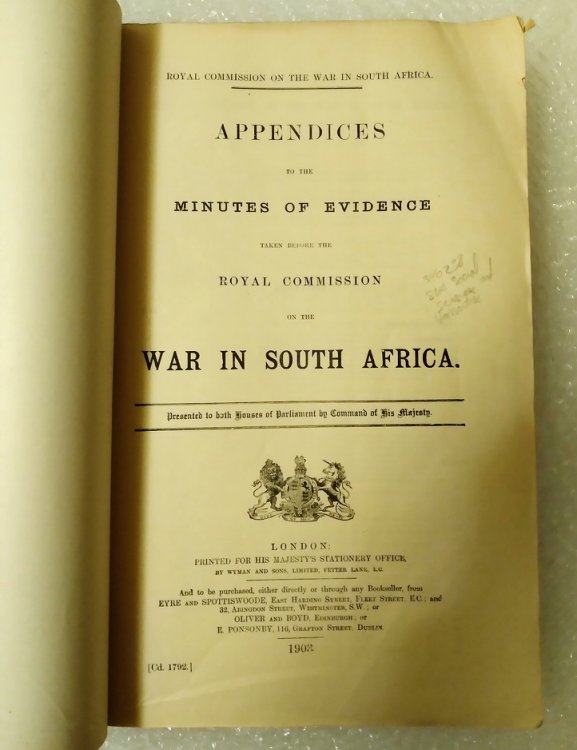 ROYAL COMMISSION ON THE WAR IN SOUTH AFRICA.
APPENDICES
TO THE
MINUTES OF EVIDENCE
TAKEN BEFORE THE
ROYAL COMMISSION
ON THE
WAR IN SOUTH AFRICA.
Presented to both Houses of Parliament by Command of His Majesty.
LONDON:
PRINTED FOR HIS MAJESTY'S STATIONERY OFFICE,
BY WYMAN AND SONS, LIMITED, FETTER LANE, E.C.
And to be purchased, either directly or through any Bookseller, from
EYRE AND SPOTTISWOODE, EAST HARDING STREET, FLEET STREET, E.C.; and
32, ABINGDON STREET, WESTMINSTER, S.W.; or
OLIVER AND BOYD, EDINBURGH; or
E. PONSONBY, 116, GRAFTON STREET, DUBLIN.
1903.
[Cd. 1792.]